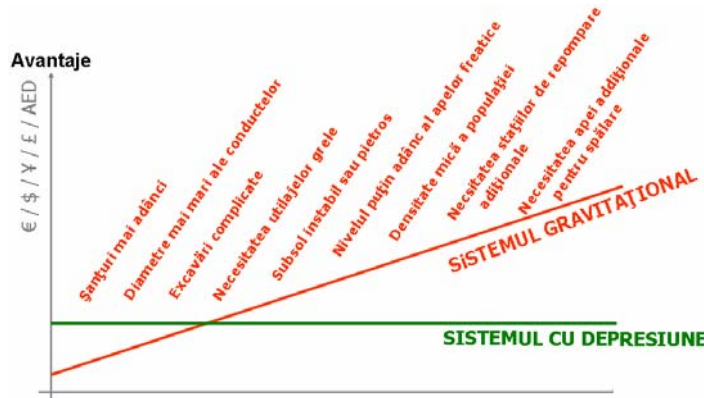 Avantaje
€ / $ / ¥ / £ / AED
Şanţuri mai adânci
Diametre mai mari ale conductelor
Excavări complicate
Necesitatea utilajelor grele
Subsol instabil sau pietros
Nivelul puţin adânc al apelor freatice
Densitate mică a populaţiei
Necsitatea staţiilor de repompare
adiţionale
Necesitatea apei addiţionale
pentru spălare
SiSTEMUL GRAVITAŢIONAL
SISTEMUL CU DEPRESIUNE